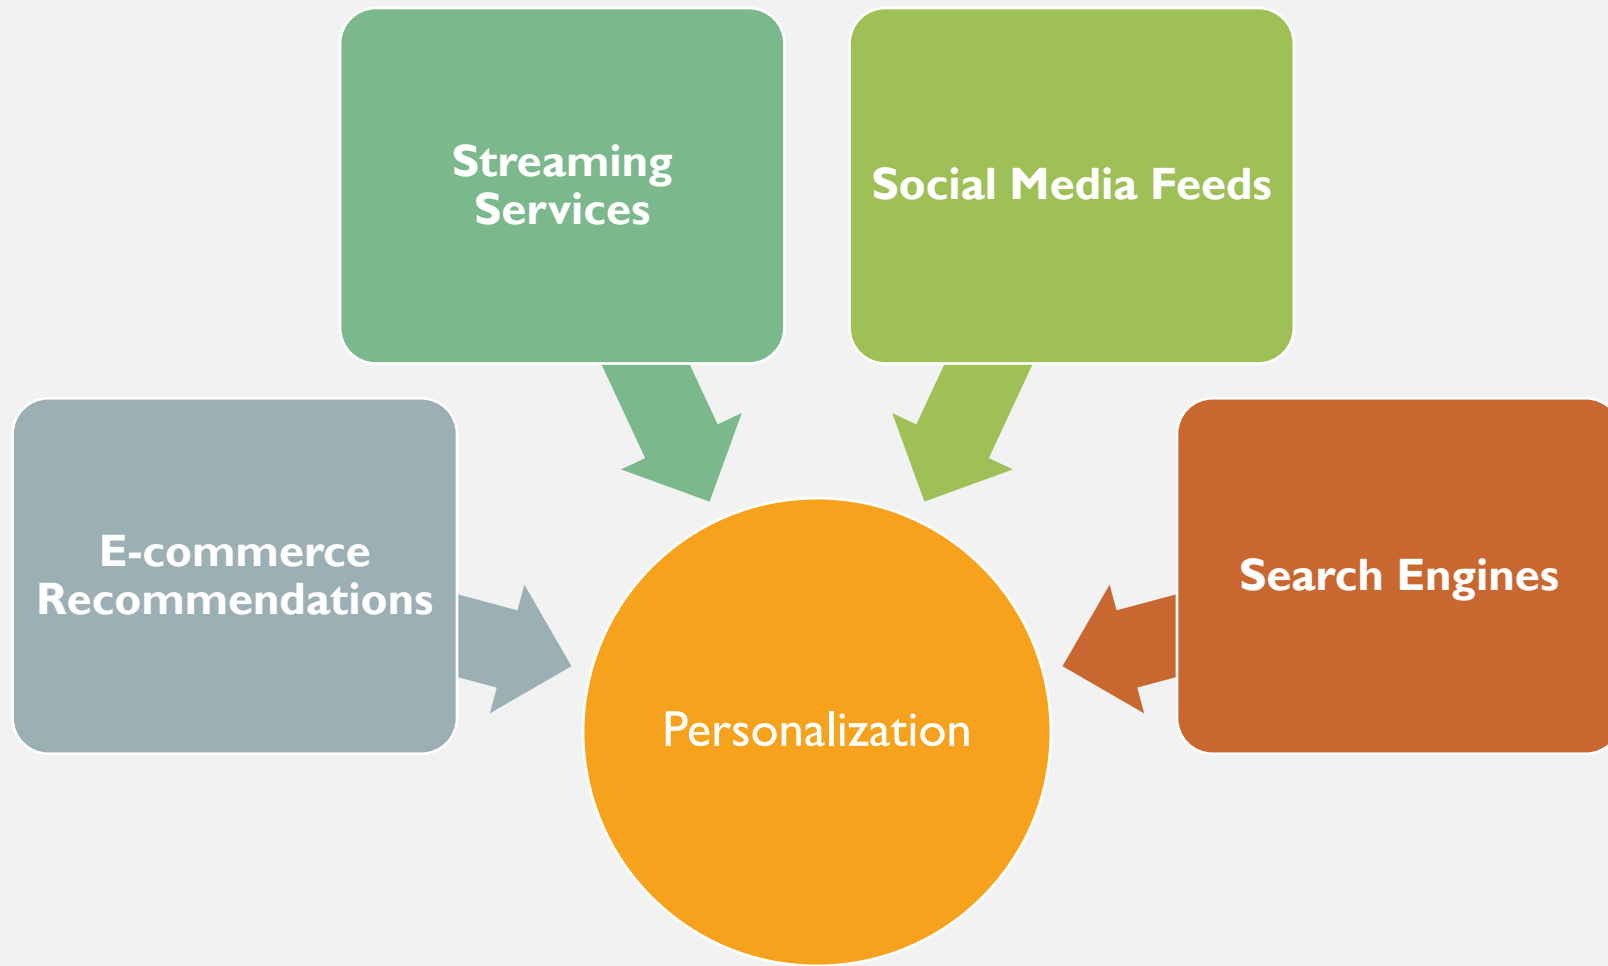 Streaming
Services
Social Media Feeds
E-commerce
Recommendations
Search Engines
Personalization